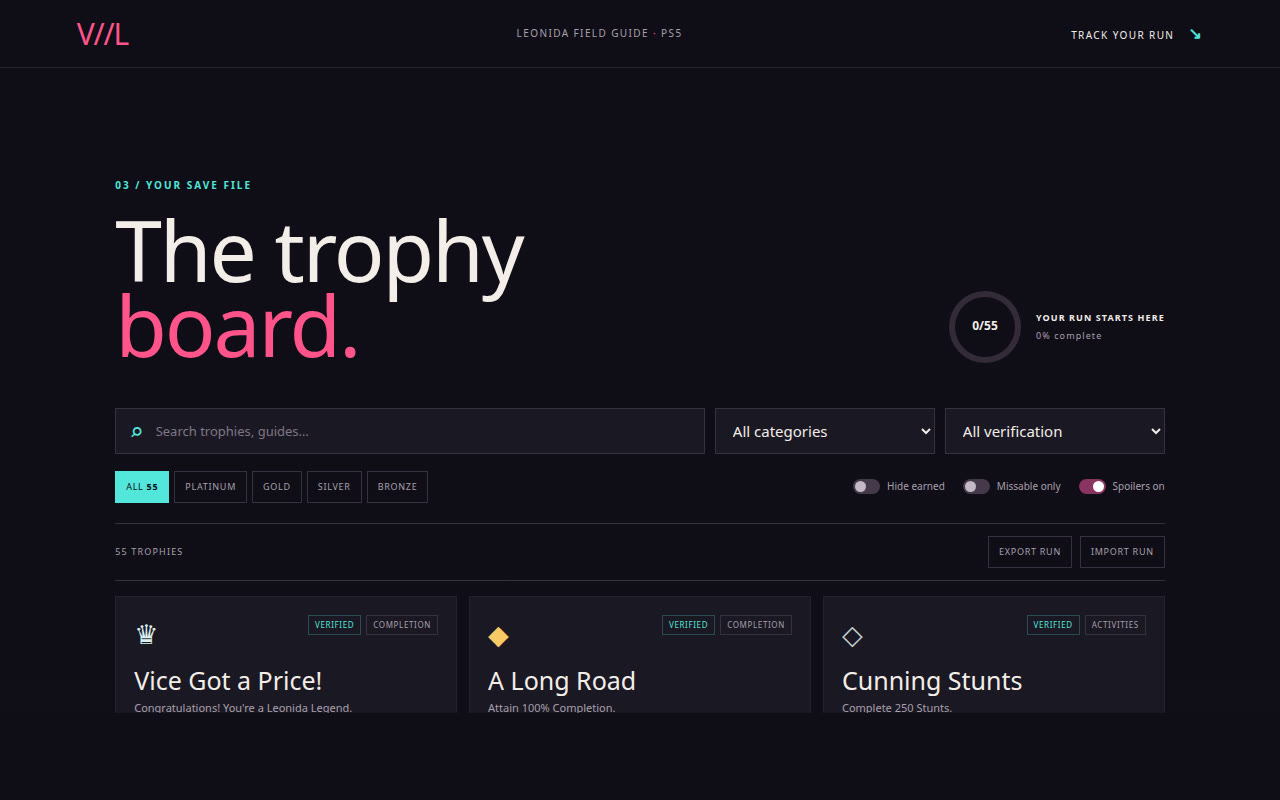 V//L
LEONIDA FIELD GUIDE · PS5
TRACK YOUR RUN ↘
03 / YOUR SAVE FILE
The trophy
board.
0/55
YOUR RUN STARTS HERE
0% complete
Search trophies, guides...
All categories
All verification
ALL 55
PLATINUM
GOLD
SILVER
BRONZE
Hide earned
Missable only
Spoilers on
55 TROPHIES
EXPORT RUN
IMPORT RUN
VERIFIED
COMPLETION
Vice Got a Price!
Congratulations! You're a Leonida Legend.
VERIFIED
COMPLETION
A Long Road
Attain 100% Completion.
VERIFIED
ACTIVITIES
Cunning Stunts
Complete 250 Stunts.